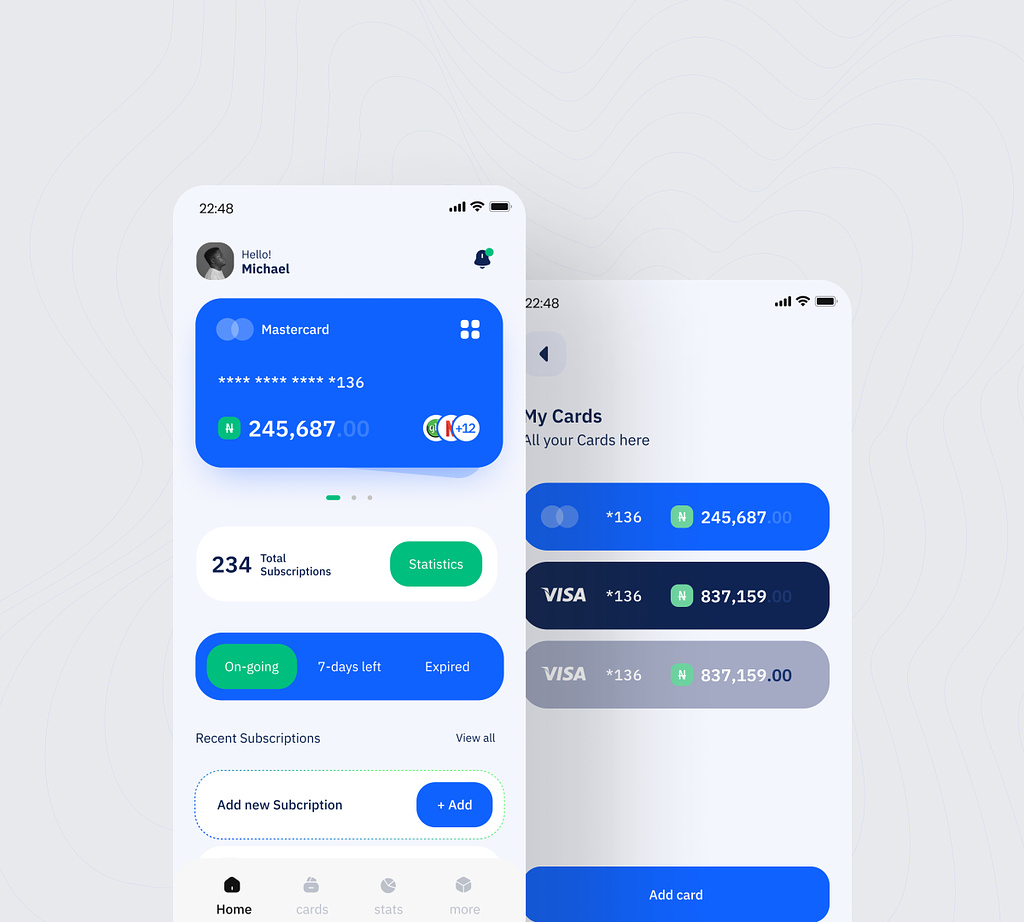 22:48
Hello!
Michael
Mastercard
**** **** **** *136
₦ 245,687.00
+12
234 Total Subscriptions
Statistics
On-going 7-days left Expired
Recent Subscriptions View all
Add new Subcription + Add
Home cards stats more
22:48
My Cards
All your Cards here
*136 ₦ 245,687.00
VISA *136 ₦ 837,159.00
VISA *136 ₦ 837,159.00
Add card